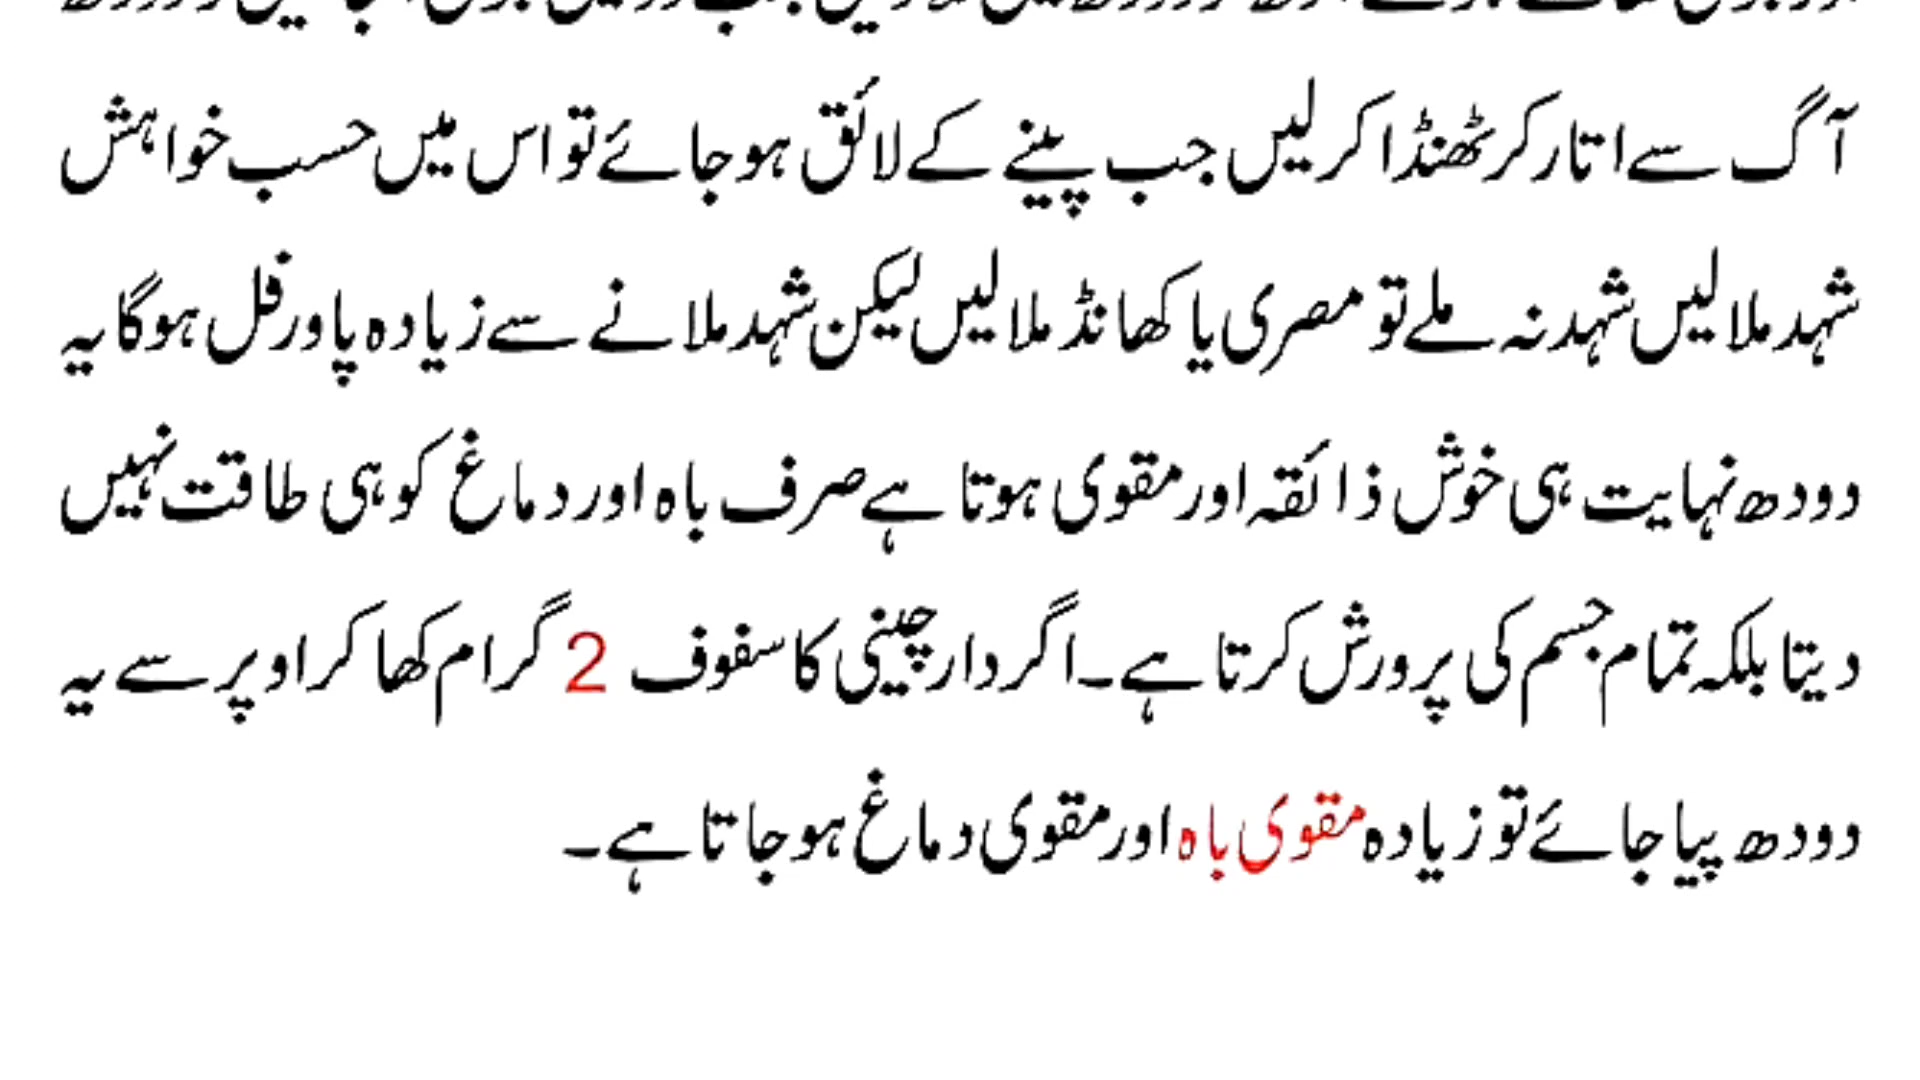 آگ سے اتار کر ٹھنڈا کر لیں جب پینے کے لائق ہو جائے تو اس میں حسب خواہش
شہد ملا لیں شہد نہ ملے تو مصری یا کھانڈ ملا لیں لیکن شہد ملانے سے زیادہ پاورفل ہوگا یہ
دودھ نہایت ہی خوش ذائقہ اور مقوی ہوتا ہے صرف باہ اور دماغ کو ہی طاقت نہیں
دیتا بلکہ تمام جسم کی پرورش کرتا ہے۔ اگر دار چینی کا سفوف 2 گرام کھا کر اوپر سے یہ
دودھ پیا جائے تو زیادہ مقوی باہ اور مقوی دماغ ہو جاتا ہے۔